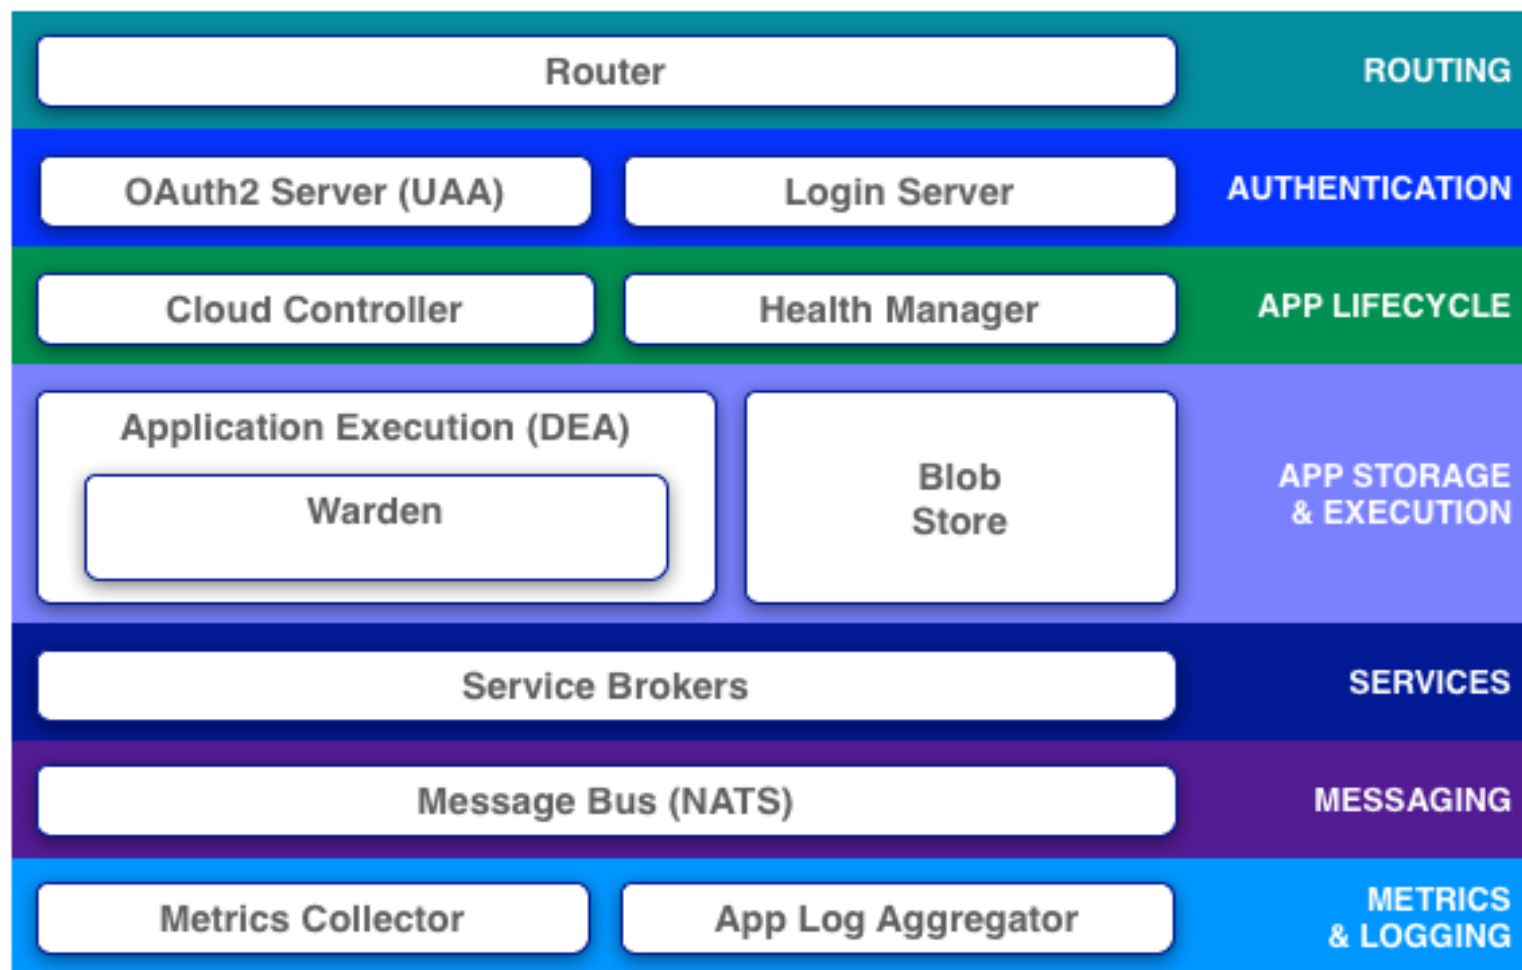 Router
ROUTING
OAuth2 Server (UAA)
Login Server
AUTHENTICATION
Cloud Controller
Health Manager
APP LIFECYCLE
Application Execution (DEA)
Warden
Blob
Store
APP STORAGE
& EXECUTION
Service Brokers
SERVICES
Message Bus (NATS)
MESSAGING
Metrics Collector
App Log Aggregator
METRICS
& LOGGING